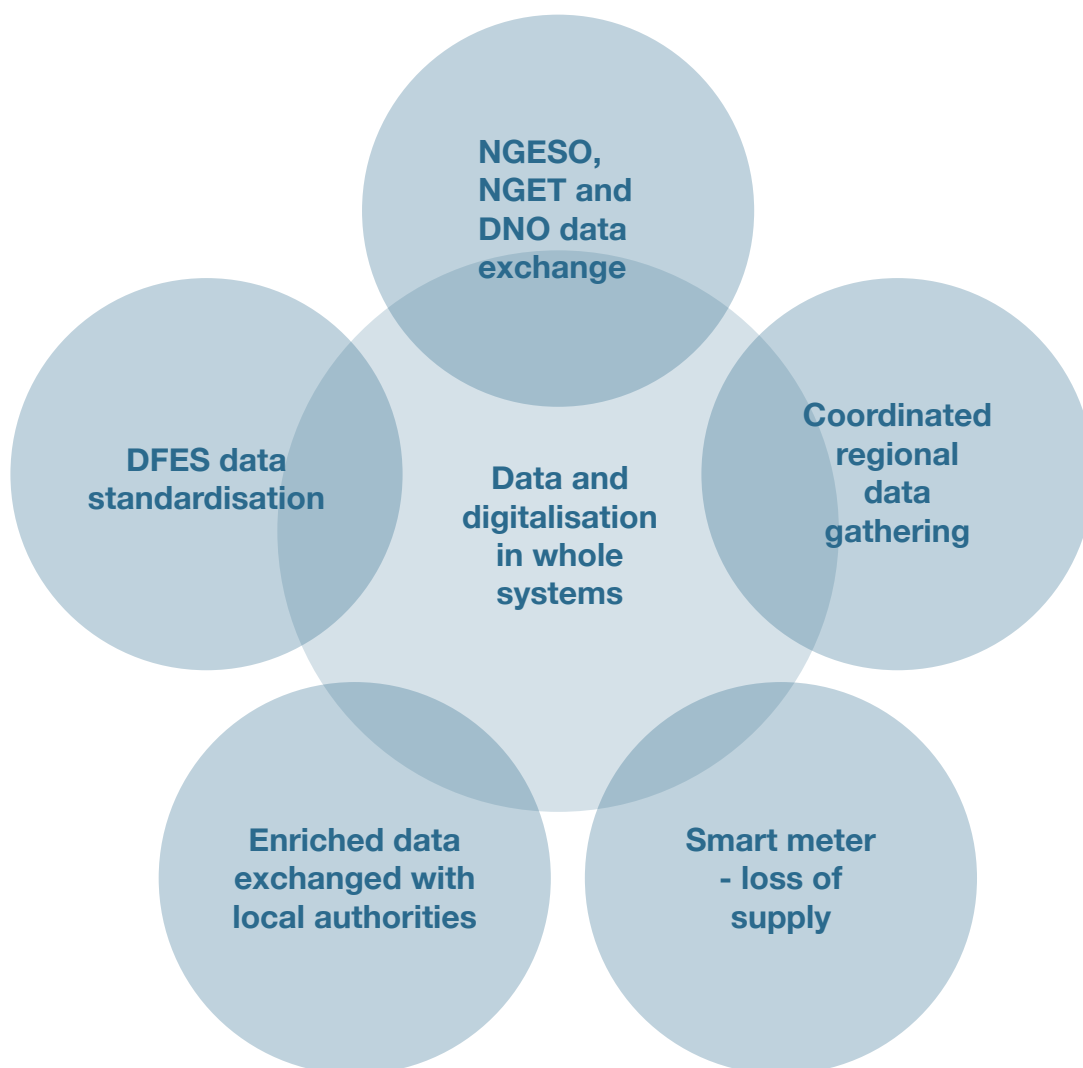 NGESO,
NGET and
DNO data
exchange
DFES data
standardisation
Data and
digitalisation
in whole
systems
Coordinated
regional
data
gathering
Enriched data
exchanged with
local authorities
Smart meter
- loss of
supply